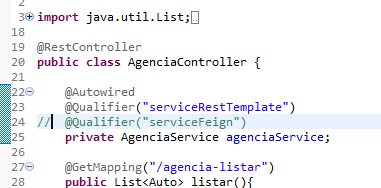 2
3 import java.util.List;
18
19 @RestController
20 public class AgenciaController {
21
22 @Autowired
23 @Qualifier("serviceRestTemplate")
24 // @Qualifier("serviceFeign")
25 private AgenciaService agenciaService;
26
27 @GetMapping("/agencia-listar")
28 public List<Auto> listar(){